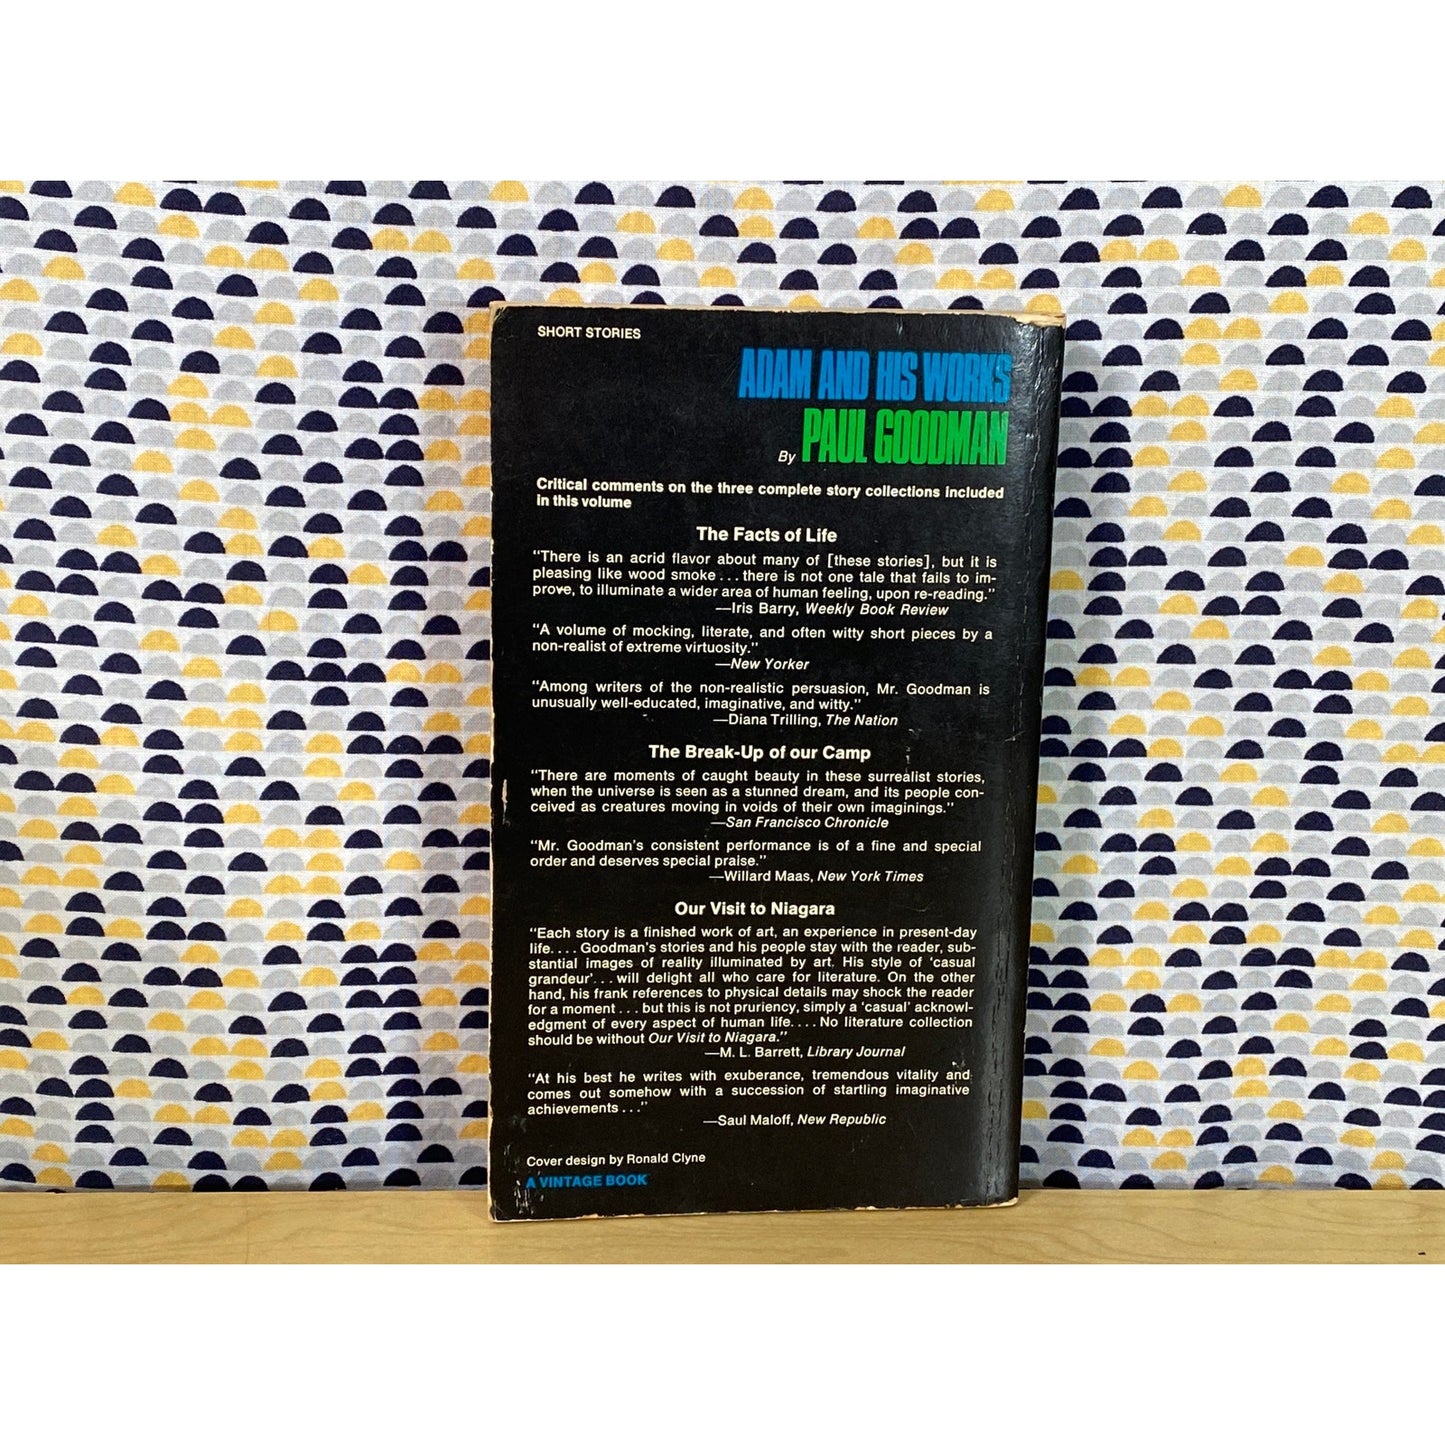 SHORT STORIES
ADAM AND HIS WORKS
By PAUL GOODMAN
Critical comments on the three complete story collections included
in this volume
The Facts of Life
“There is an acrid flavor about many of [these stories], but it is
pleasing like wood smoke . . . there is not one tale that fails to im-
prove, to illuminate a wider area of human feeling, upon re-reading.”
—Iris Barry, Weekly Book Review
“A volume of mocking, literate, and often witty short pieces by a
non-realist of extreme virtuosity.”
—New Yorker
“Among writers of the non-realistic persuasion, Mr. Goodman is
unusually well-educated, imaginative, and witty.”
—Diana Trilling, The Nation
The Break-Up of our Camp
“There are moments of caught beauty in these surrealist stories,
when the universe is seen as a stunned dream, and its people con-
ceived as creatures moving in voids of their own imaginings.”
—San Francisco Chronicle
“Mr. Goodman’s consistent performance is of a fine and special
order and deserves special praise.”
—Willard Maas, New York Times
Our Visit to Niagara
“Each story is a finished work of art, an experience in present-day
life. . . . Goodman’s stories and his people stay with the reader, sub-
stantial images of reality illuminated by art. His style of ‘casual
grandeur’. . . will delight all who care for literature. On the other
hand, his frank references to physical details may shock the reader
for a moment . . . but this is not pruriency, simply a ‘casual’ acknowl-
edgment of every aspect of human life. . . . No literature collection
should be without Our Visit to Niagara.”
—M. L. Barrett, Library Journal
“At his best he writes with exuberance, tremendous vitality and
comes out somehow with a succession of startling imaginative
achievements . . .”
—Saul Maloff, New Republic
Cover design by Ronald Clyne
A VINTAGE BOOK